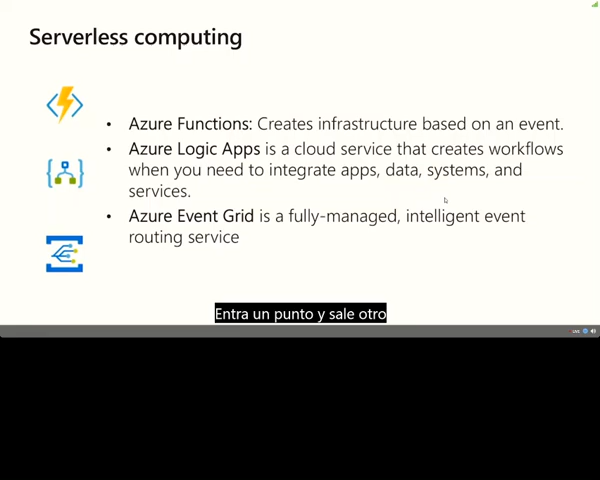 Serverless computing
• Azure Functions: Creates infrastructure based on an event.
• Azure Logic Apps is a cloud service that creates workflows
when you need to integrate apps, data, systems, and
services.
• Azure Event Grid is a fully-managed, intelligent event
routing service
Entra un punto y sale otro
LIVE